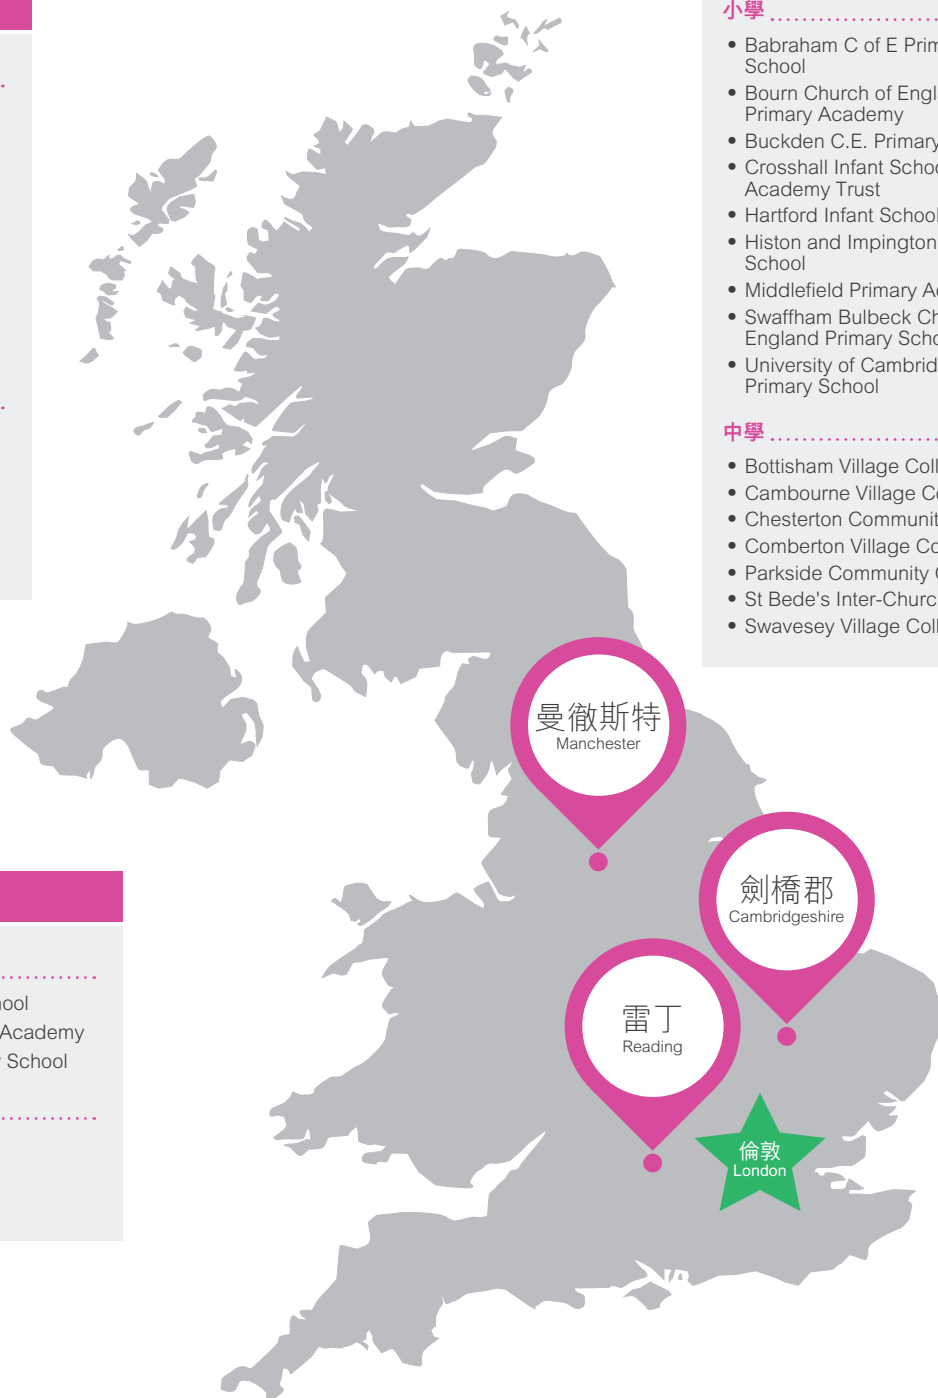 小學
• Babraham C of E Prim
School
• Bourn Church of Engl
Primary Academy
• Buckden C.E. Primary
• Crosshall Infant Schoo
Academy Trust
• Hartford Infant School
• Histon and Impington
School
• Middlefield Primary Ac
• Swaffham Bulbeck Ch
England Primary Scho
• University of Cambrid
Primary School
中學
• Bottisham Village Coll
• Cambourne Village Co
• Chesterton Communit
• Comberton Village Co
• Parkside Community C
• St Bede's Inter-Churc
• Swavesey Village Coll
曼徹斯特
Manchester
劍橋郡
Cambridgeshire
雷丁
Reading
倫敦
London
ool
Academy
School